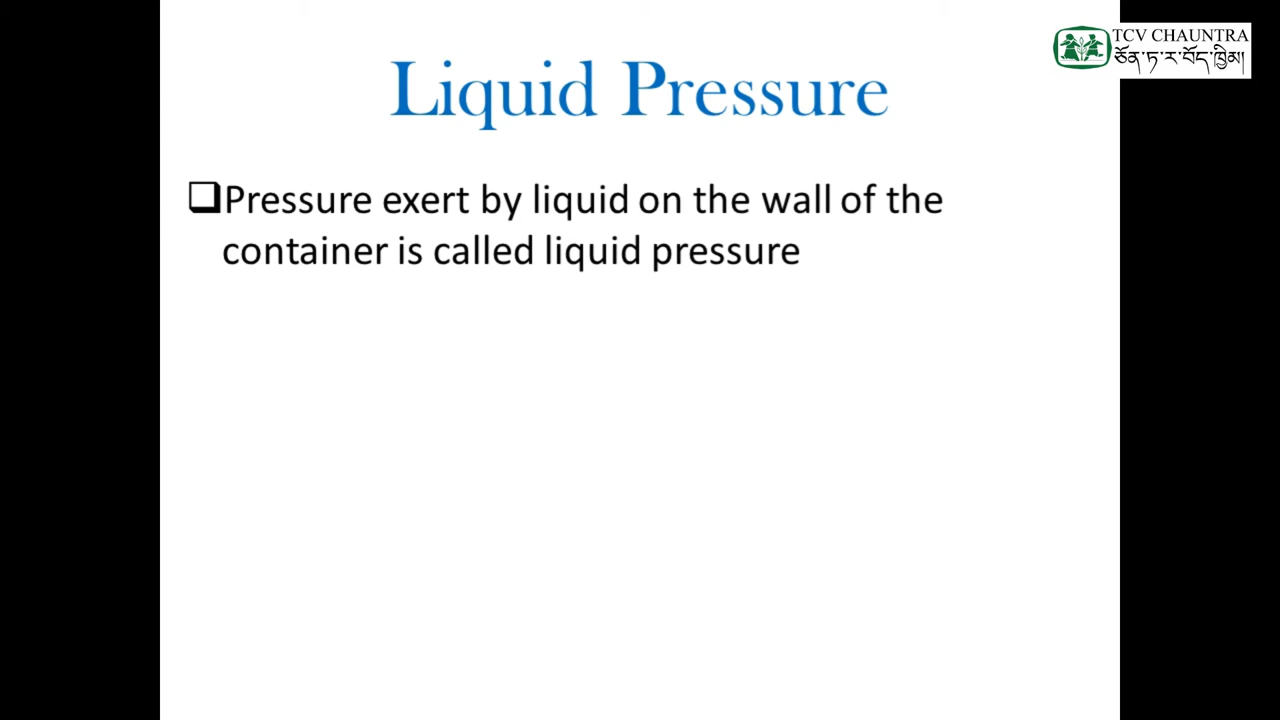 TCV CHAUNTRA
ཅོན་ཏ་ར་བོད་ཁྱིམ།
Liquid Pressure
❑Pressure exert by liquid on the wall of the
container is called liquid pressure